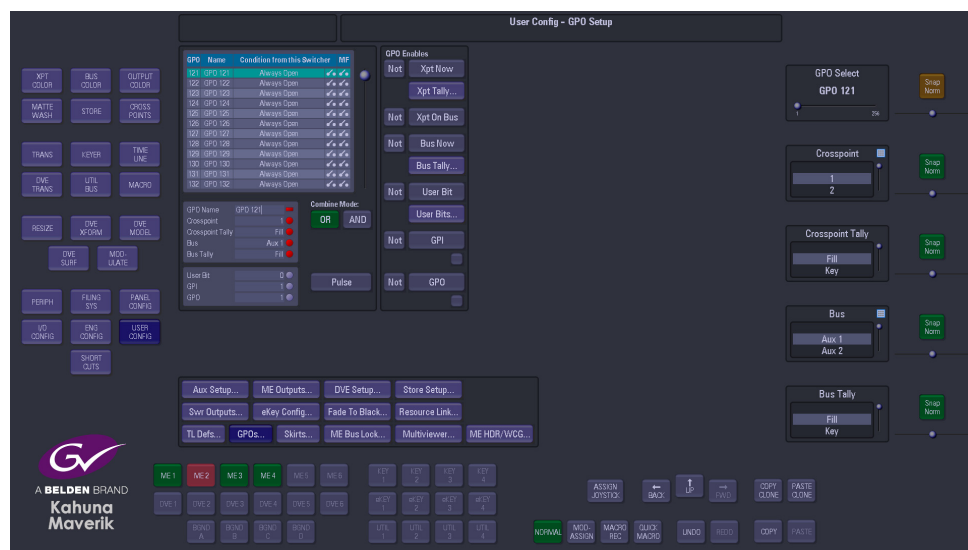 User Config - GPO Setup
GPO Name Condition from this Switcher MF
121 GPO 121 Always Open
122 GPO 122 Always Open
123 GPO 123 Always Open
124 GPO 124 Always Open
125 GPO 125 Always Open
126 GPO 126 Always Open
127 GPO 127 Always Open
128 GPO 128 Always Open
129 GPO 129 Always Open
130 GPO 130 Always Open
131 GPO 131 Always Open
132 GPO 132 Always Open
GPO Name GPO 121
Crosspoint 1
Crosspoint Tally Fill
Bus Aux 1
Bus Tally Fill
User Bit 0
GPI 1
GPO 1
Combine Mode:
OR AND
Pulse
GPO Enables
Not Xpt Now
Xpt Tally...
Not Xpt On Bus
Not Bus Now
Bus Tally...
Not User Bit
User Bits...
Not GPI
Not GPO
GPO Select
GPO 121
1 256
Snap Norm
Crosspoint
1
2
Snap Norm
Crosspoint Tally
Fill
Key
Snap Norm
Bus
Aux 1
Aux 2
Snap Norm
Bus Tally
Fill
Key
Snap Norm
XPT COLOR BUS COLOR OUTPUT COLOR
MATTE WASH STORE CROSS POINTS
TRANS KEYER TIME LINE
DVE TRANS UTIL BUS MACRO
RESIZE DVE XFORM DVE MODEL
DVE SURF MOD- ULATE
PERIPH FILING SYS PANEL CONFIG
I/O CONFIG ENG CONFIG USER CONFIG
SHORT CUTS
Aux Setup... ME Outputs... DVE Setup... Store Setup...
Swr Outputs... eKey Config... Fade To Black... Resource Link...
TL Defs... GPOs... Skirts... ME Bus Lock... Multiviewer... ME HDR/WCG...
GV
A BELDEN BRAND
Kahuna
Maverik
ME 1 ME 2 ME 3 ME 4 ME 5 ME 6 KEY 1 KEY 2 KEY 3 KEY 4
DVE 1 DVE 2 DVE 3 DVE 4 DVE 5 DVE 6 eKEY 1 eKEY 2 eKEY 3 eKEY 4
BGND A BGND B BGND C BGND D UTIL 1 UTIL 2 UTIL 3 UTIL 4
ASSIGN JOYSTICK BACK UP FWD COPY CLONE PASTE CLONE
NORMAL MOD- ASSIGN MACRO REC QUICK MACRO UNDO REDO COPY PASTE